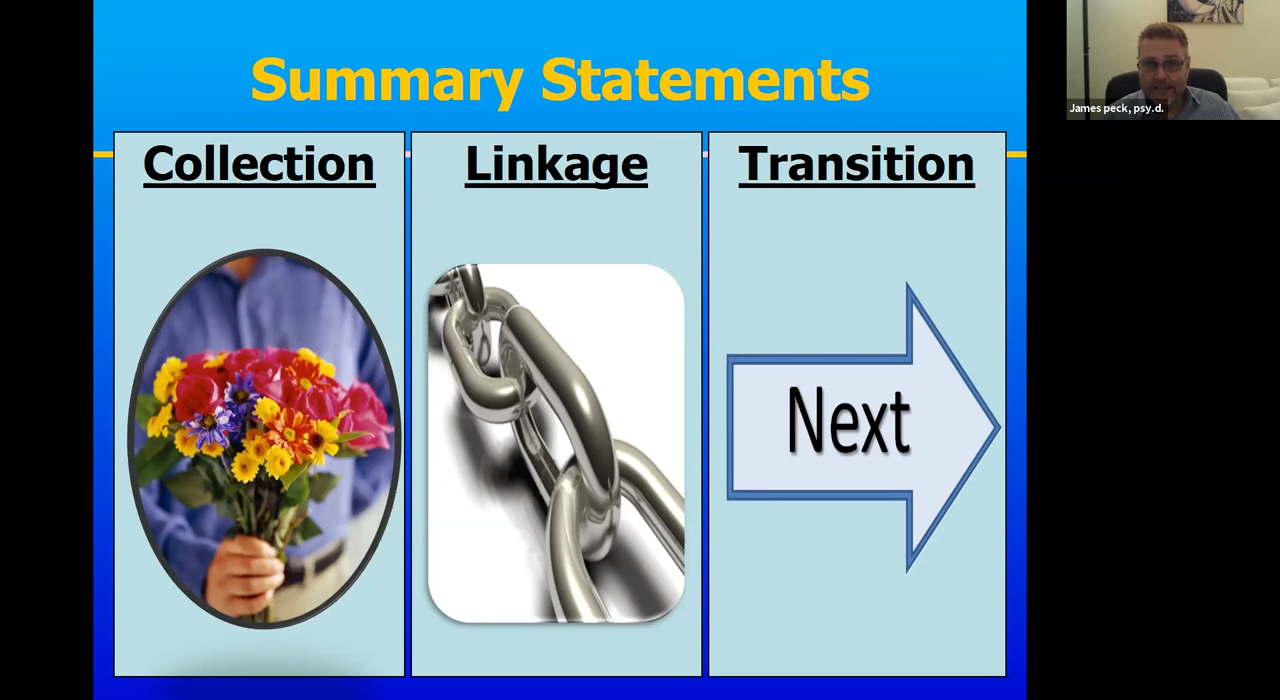 Summary Statements
Collection
Linkage
Transition
Next
James peck, psy.d.